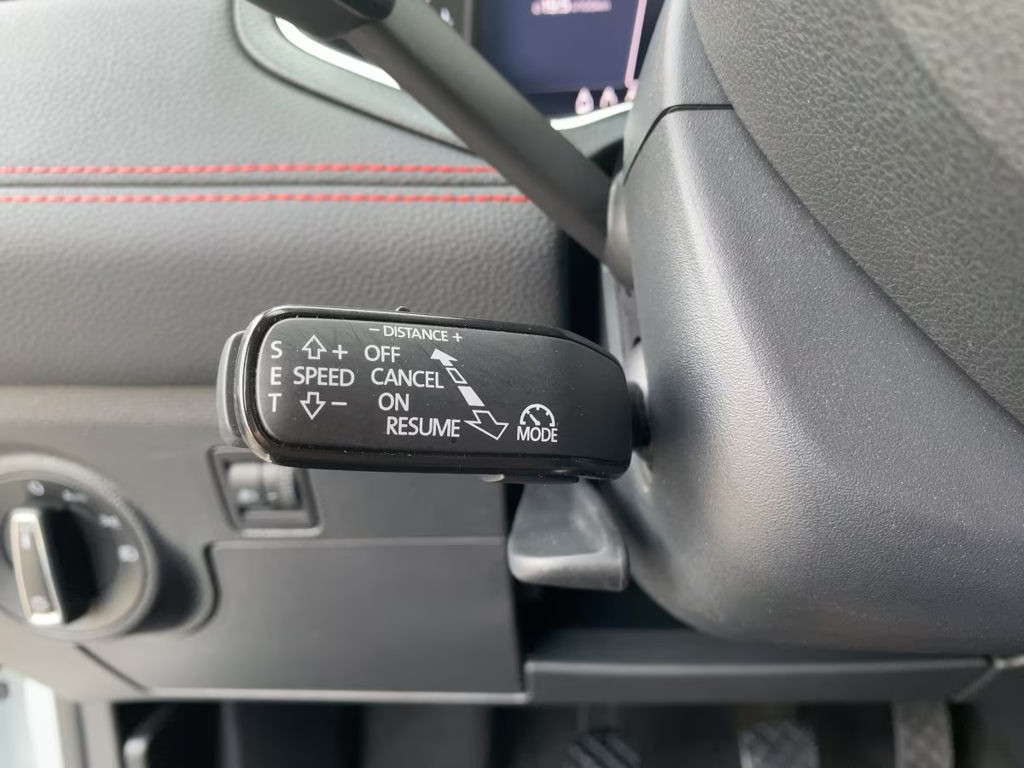 − DISTANCE +
S + OFF
E SPEED CANCEL
T − ON
RESUME
MODE